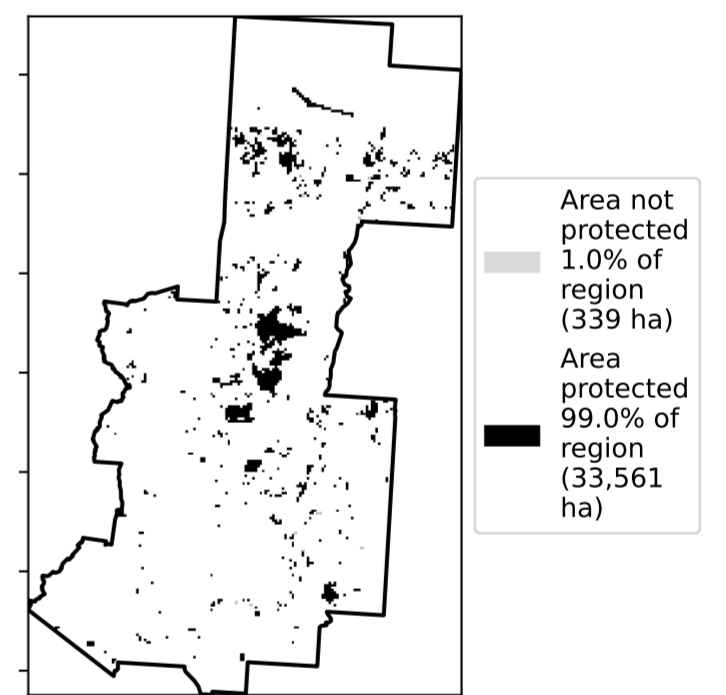 Area not
protected
1.0% of
region
(339 ha)
Area
protected
99.0% of
region
(33,561
ha)